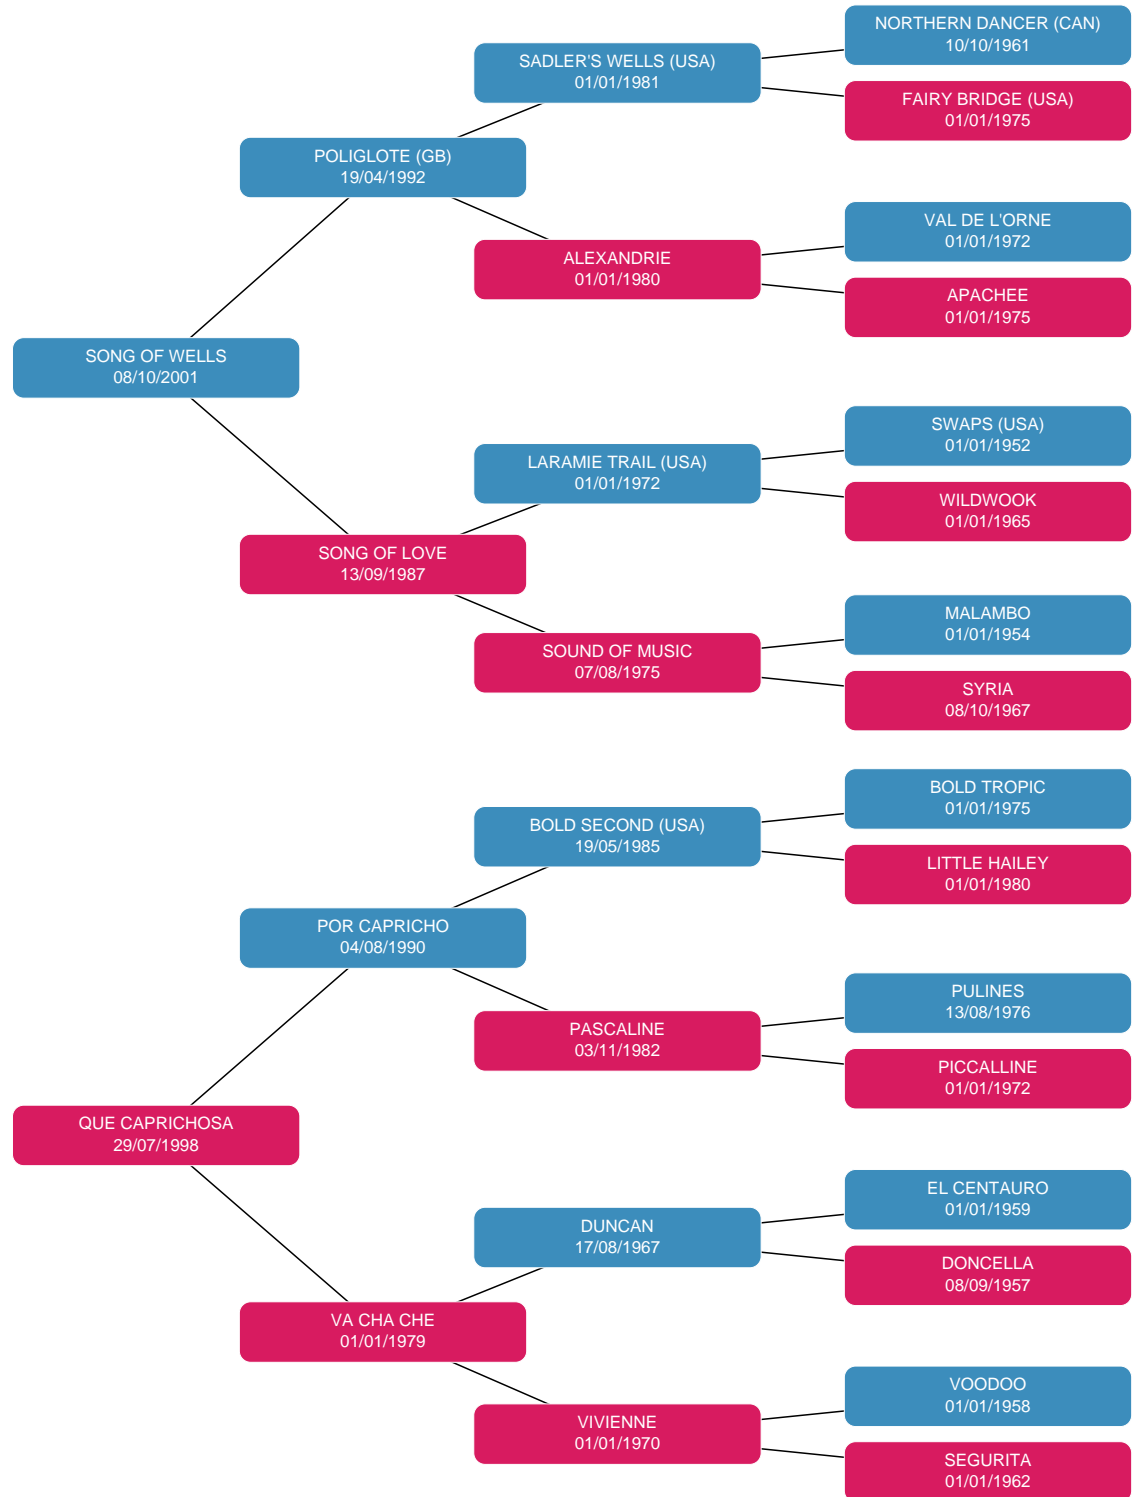 NORTHERN DANCER (CAN)
10/10/1961
SADLER'S WELLS (USA)
01/01/1981
FAIRY BRIDGE (USA)
01/01/1975
POLIGLOTE (GB)
19/04/1992
VAL DE L'ORNE
01/01/1972
ALEXANDRIE
01/01/1980
APACHEE
01/01/1975
SONG OF WELLS
08/10/2001
SWAPS (USA)
01/01/1952
LARAMIE TRAIL (USA)
01/01/1972
WILDWOOK
01/01/1965
SONG OF LOVE
13/09/1987
MALAMBO
01/01/1954
SOUND OF MUSIC
07/08/1975
SYRIA
08/10/1967
BOLD TROPIC
01/01/1975
BOLD SECOND (USA)
19/05/1985
LITTLE HAILEY
01/01/1980
POR CAPRICHO
04/08/1990
PULINES
13/08/1976
PASCALINE
03/11/1982
PICCALLINE
01/01/1972
QUE CAPRICHOSA
29/07/1998
EL CENTAURO
01/01/1959
DUNCAN
17/08/1967
DONCELLA
08/09/1957
VA CHA CHE
01/01/1979
VOODOO
01/01/1958
VIVIENNE
01/01/1970
SEGURITA
01/01/1962